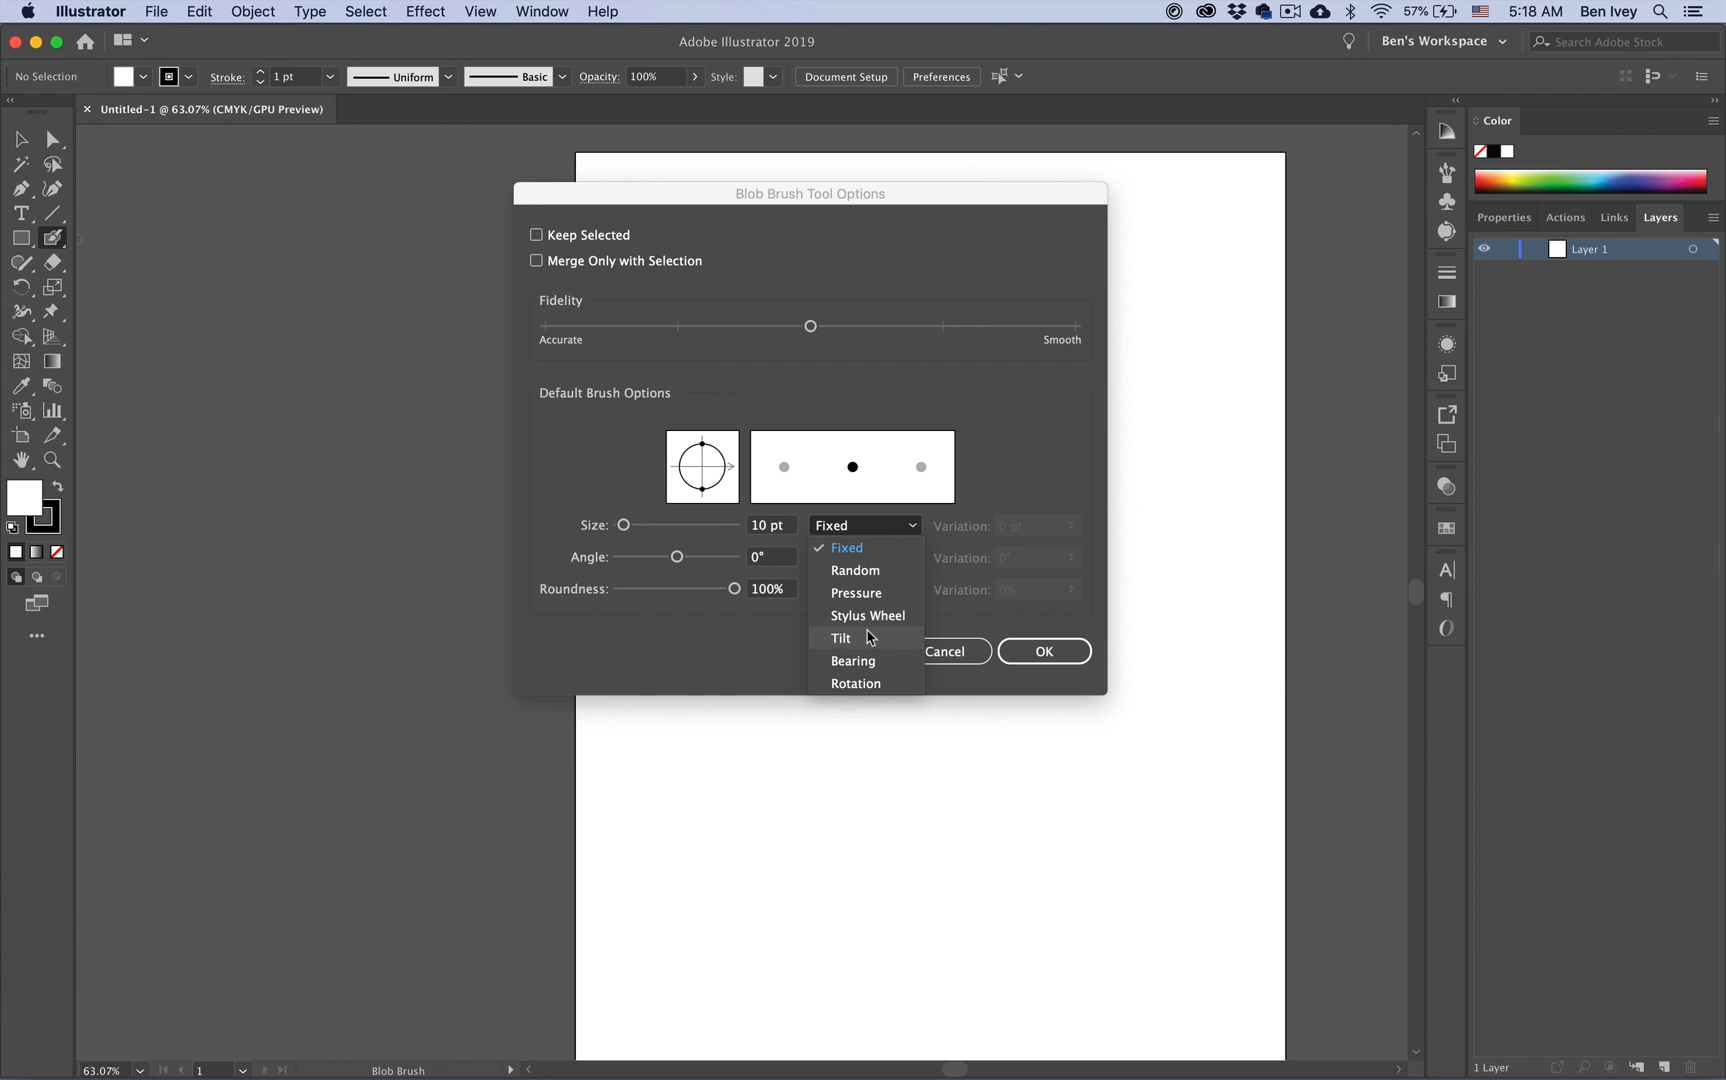 Illustrator File Edit Object Type Select Effect View Window Help 57% 5:18 AM Ben Ivey
Adobe Illustrator 2019 Ben's Workspace Search Adobe Stock
No Selection Stroke: 1 pt Uniform Basic Opacity: 100% Style: Document Setup Preferences
Untitled-1 @ 63.07% (CMYK/GPU Preview)
Color
Blob Brush Tool Options
Properties Actions Links Layers
Keep Selected
Layer 1
Merge Only with Selection
Fidelity
Accurate Smooth
Default Brush Options
Size: 10 pt Fixed Variation: 0 pt
Fixed
Angle: 0° Variation: 0°
Random
Roundness: 100% Pressure Variation: 0%
Stylus Wheel
Tilt
Cancel OK
Bearing
Rotation
63.07% 1 Blob Brush 1 Layer